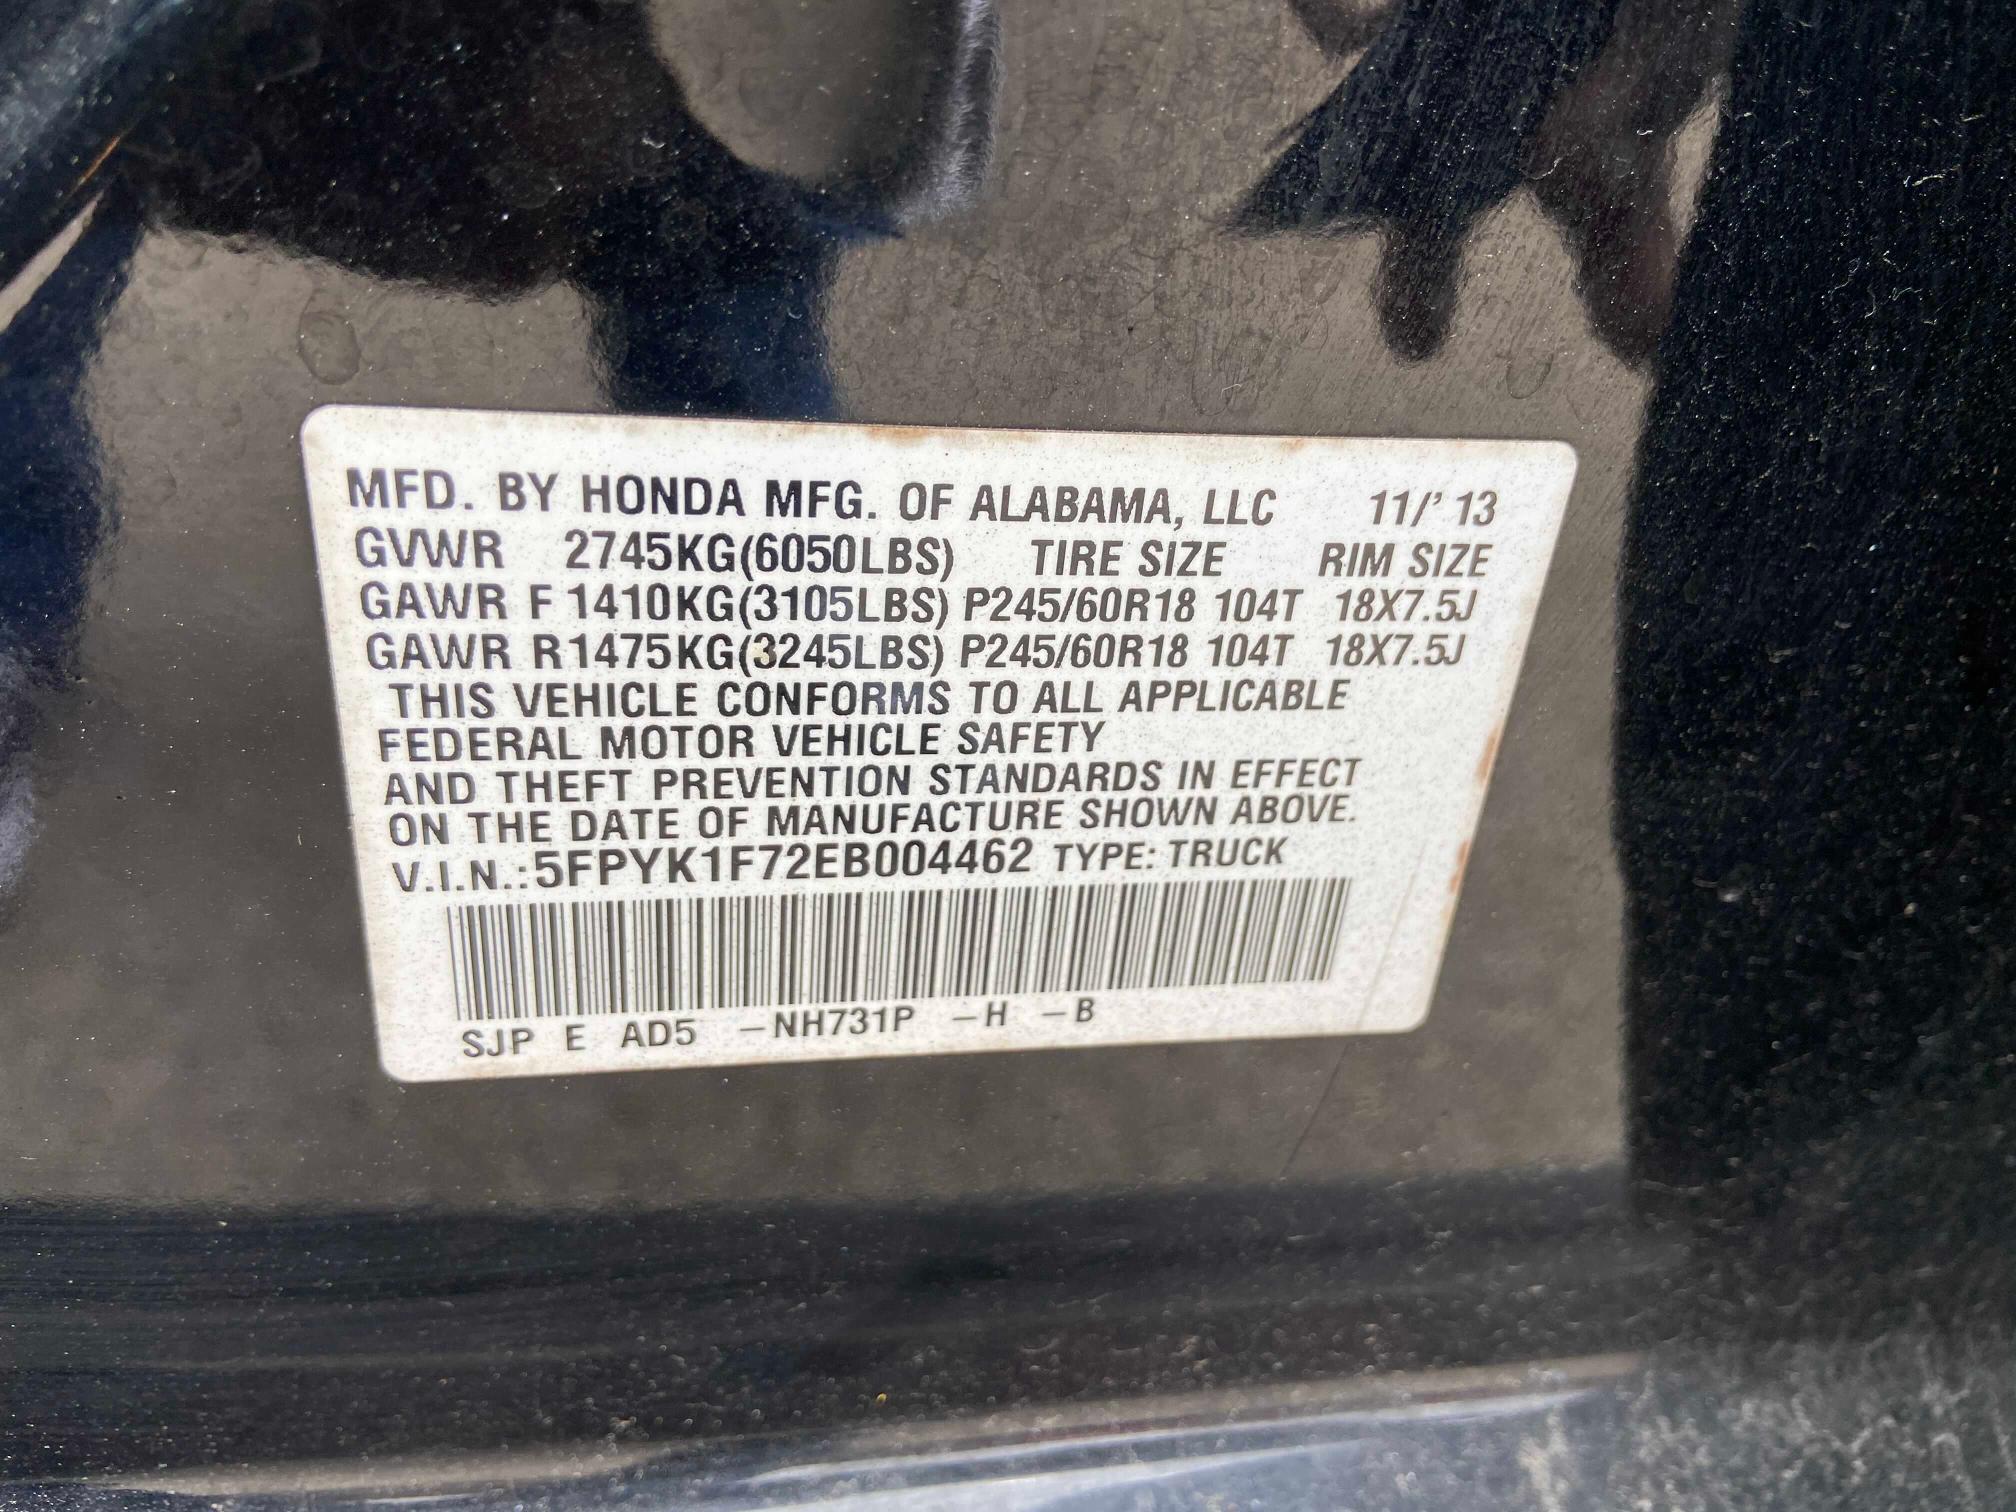 MFD. BY HONDA MFG. OF ALABAMA, LLC 11/'13
GVWR 2745KG(6050LBS) TIRE SIZE RIM SIZE
GAWR F 1410KG(3105LBS) P245/60R18 104T 18X7.5J
GAWR R 1475KG(3245LBS) P245/60R18 104T 18X7.5J
THIS VEHICLE CONFORMS TO ALL APPLICABLE
FEDERAL MOTOR VEHICLE SAFETY
AND THEFT PREVENTION STANDARDS IN EFFECT
ON THE DATE OF MANUFACTURE SHOWN ABOVE.
V.I.N.:5FPYK1F72EB004462 TYPE: TRUCK
SJP E AD5 -NH731P -H -B